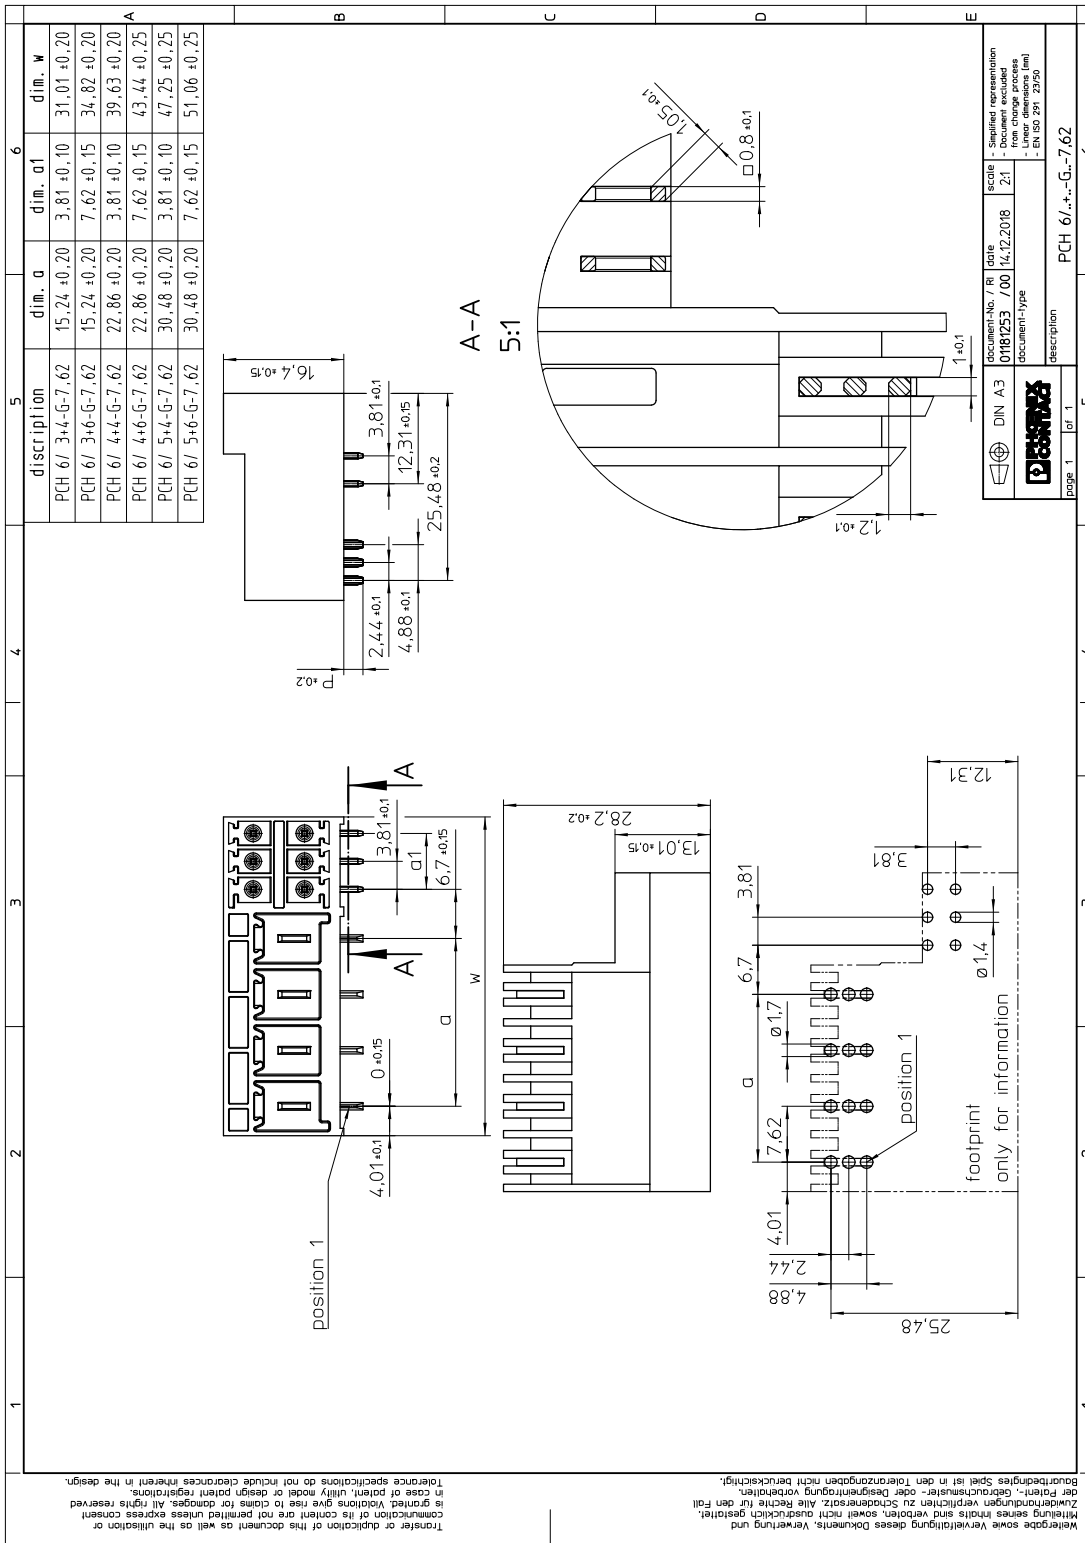 discription dim. a dim. a1 dim. w
PCH 6/ 3+4-G-7,62 15,24 ±0,20 3,81 ±0,10 31,01 ±0,20
PCH 6/ 3+6-G-7,62 15,24 ±0,20 7,62 ±0,15 34,82 ±0,20
PCH 6/ 4+4-G-7,62 22,86 ±0,20 3,81 ±0,10 39,63 ±0,20
PCH 6/ 4+6-G-7,62 22,86 ±0,20 7,62 ±0,15 43,44 ±0,25
PCH 6/ 5+4-G-7,62 30,48 ±0,20 3,81 ±0,10 47,25 ±0,25
PCH 6/ 5+6-G-7,62 30,48 ±0,20 7,62 ±0,15 51,06 ±0,25
1 2 3 4 5 6
A B C D E
position 1
4,01 ±0,1
0 ±0,15
a
w
6,7 ±0,15
a1
3,81 ±0,1
A
A
P ±0,2
2,44 ±0,1
4,88 ±0,1
25,48 ±0,2
12,31 ±0,15
3,81 ±0,1
16,4 ±0,15
28,2 ±0,2
13,01 ±0,15
A-A
5:1
1,05 ±0,1
□ 0,8 ±0,1
1 ±0,1
1,2 ±0,1
4,01
7,62
a
ø1,7
6,7
3,81
3,81
12,31
ø1,4
2,44
4,88
25,48
position 1
footprint
only for information
DIN A3
document-No. / RI
01181253 / 00
date
14.12.2018
scale
2:1
- Simplified representation
- Document excluded
from change process
- Linear dimensions [mm]
- EN ISO 291 23/50
document-type
PHOENIX
CONTACT
page 1 of 1
description
PCH 6/..+..-G..-7,62
1 2 3 4 5 6
Transfer or duplication of this document as well as the utilisation or
communication of its content are not permitted unless express consent
is granted. Violations give rise to claims for damages. All rights reserved
in case of patent, utility model or design patent registrations.
Tolerance specifications do not include clearances inherent in the design.
Weitergabe sowie Vervielfältigung dieses Dokuments, Verwertung und
Mitteilung seines Inhalts sind verboten, soweit nicht ausdrücklich gestattet.
Zuwiderhandlungen verpflichten zu Schadenersatz. Alle Rechte für den Fall
der Patent-, Gebrauchsmuster- oder Designeintragung vorbehalten.
Bauartbedingtes Spiel ist in den Toleranzangaben nicht berücksichtigt.